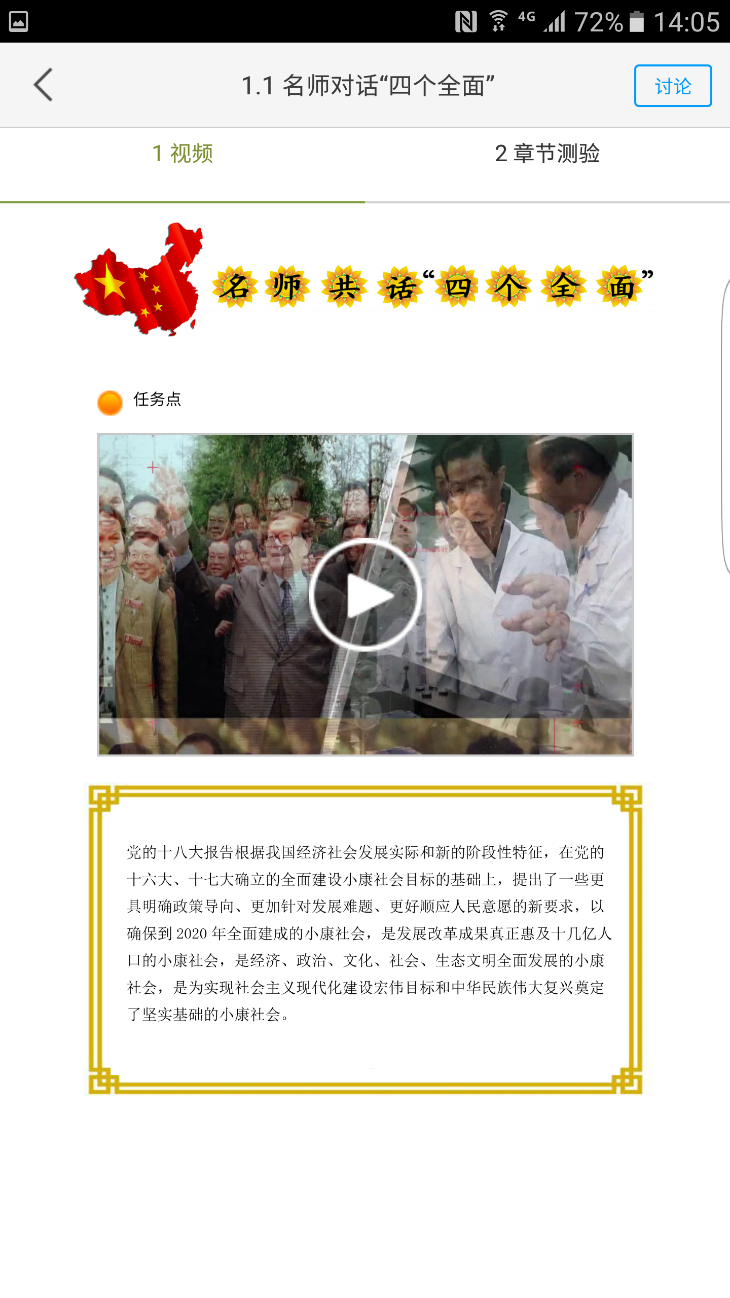 4G 72% 14:05
1.1 名师对话“四个全面” 讨论
1 视频 2 章节测验
名师共话“四个全面”
任务点
党的十八大报告根据我国经济社会发展实际和新的阶段性特征，在党的
十六大、十七大确立的全面建设小康社会目标的基础上，提出了一些更
具明确政策导向、更加针对发展难题、更好顺应人民意愿的新要求，以
确保到 2020 年全面建成的小康社会，是发展改革成果真正惠及十几亿人
口的小康社会，是经济、政治、文化、社会、生态文明全面发展的小康
社会，是为实现社会主义现代化建设宏伟目标和中华民族伟大复兴奠定
了坚实基础的小康社会。